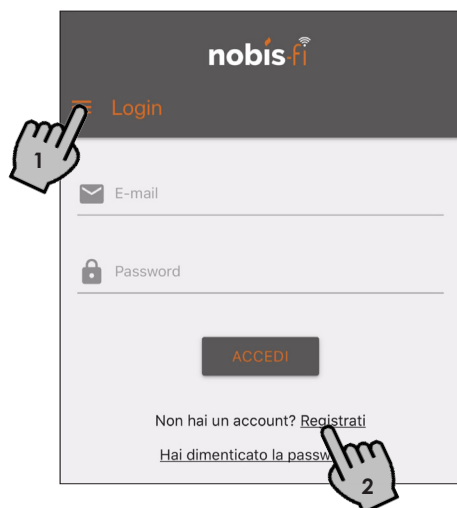 nobis-fi
Login
1
E-mail
Password
ACCEDI
Non hai un account? Registrati
Hai dimenticato la passw
2